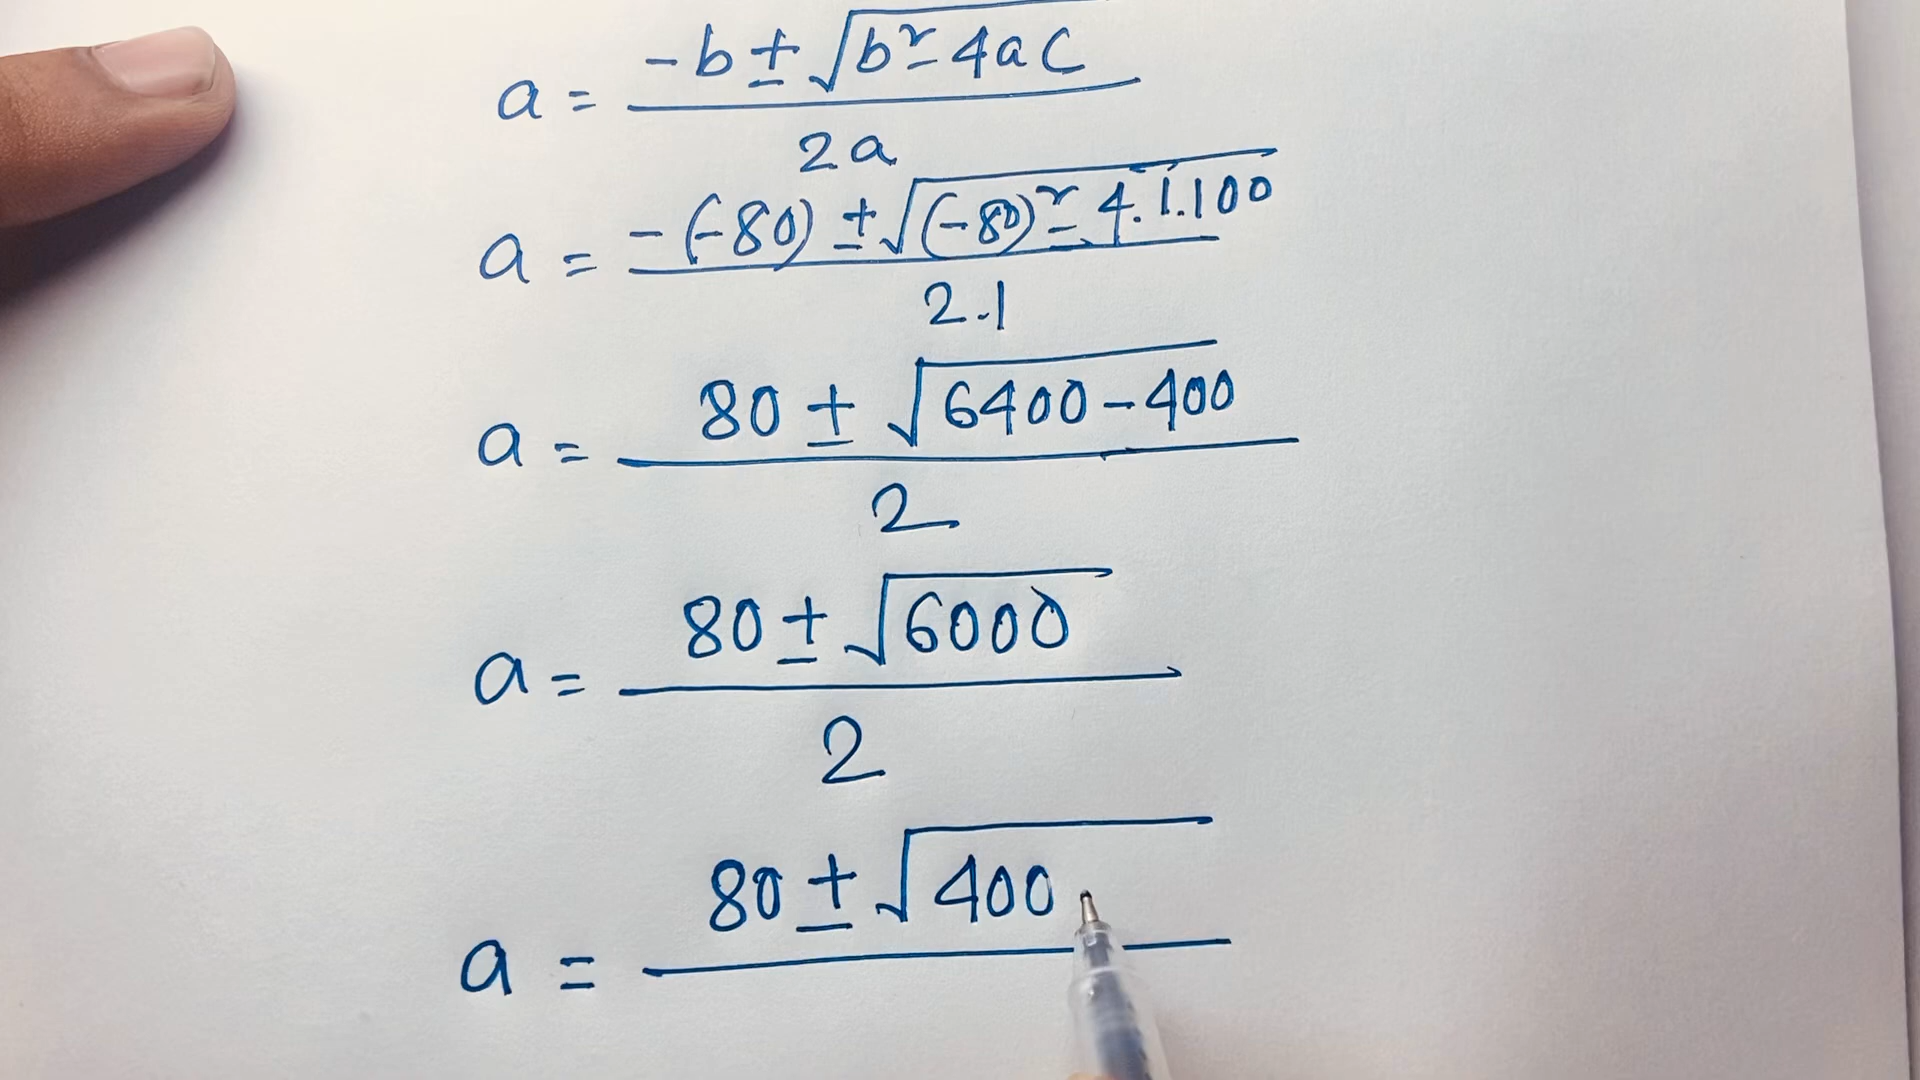 a = (-b ± √(b² - 4ac)) / 2a
a = (-(-80) ± √((-80)² - 4.1.100)) / 2.1
a = (80 ± √(6400 - 400)) / 2
a = (80 ± √6000) / 2
a = 80 ± √400